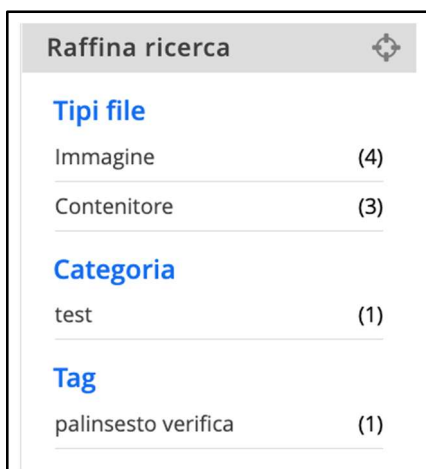 Raffina ricerca
Tipi file
Immagine (4)
Contenitore (3)
Categoria
test (1)
Tag
palinsesto verifica (1)